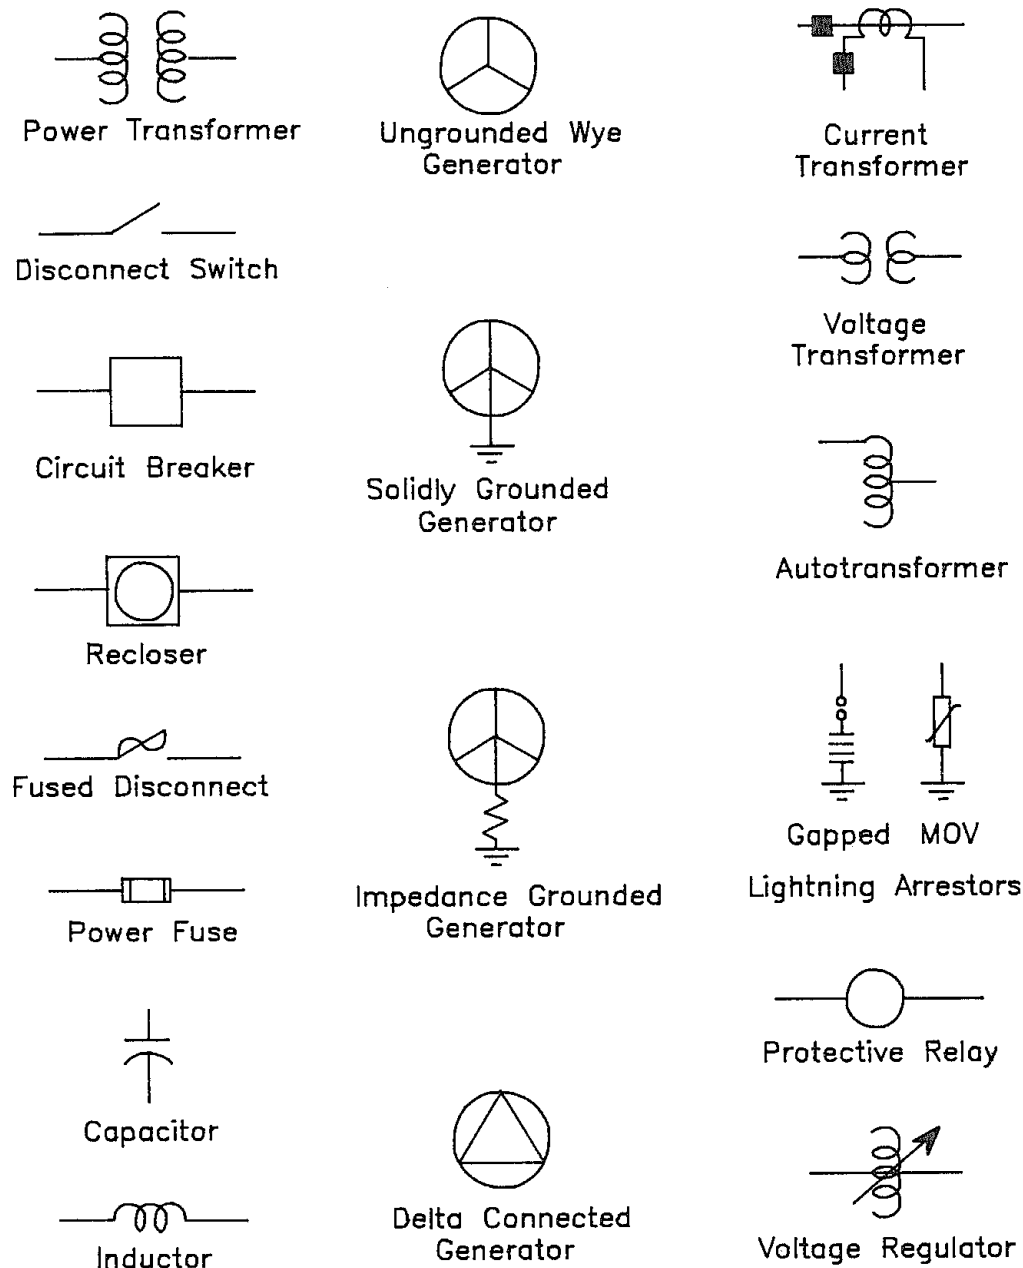 Power Transformer
Disconnect Switch
Circuit Breaker
Recloser
Fused Disconnect
Power Fuse
Capacitor
Inductor
Ungrounded Wye
Generator
Solidly Grounded
Generator
Impedance Grounded
Generator
Delta Connected
Generator
Current
Transformer
Voltage
Transformer
Autotransformer
Gapped MOV
Lightning Arrestors
Protective Relay
Voltage Regulator